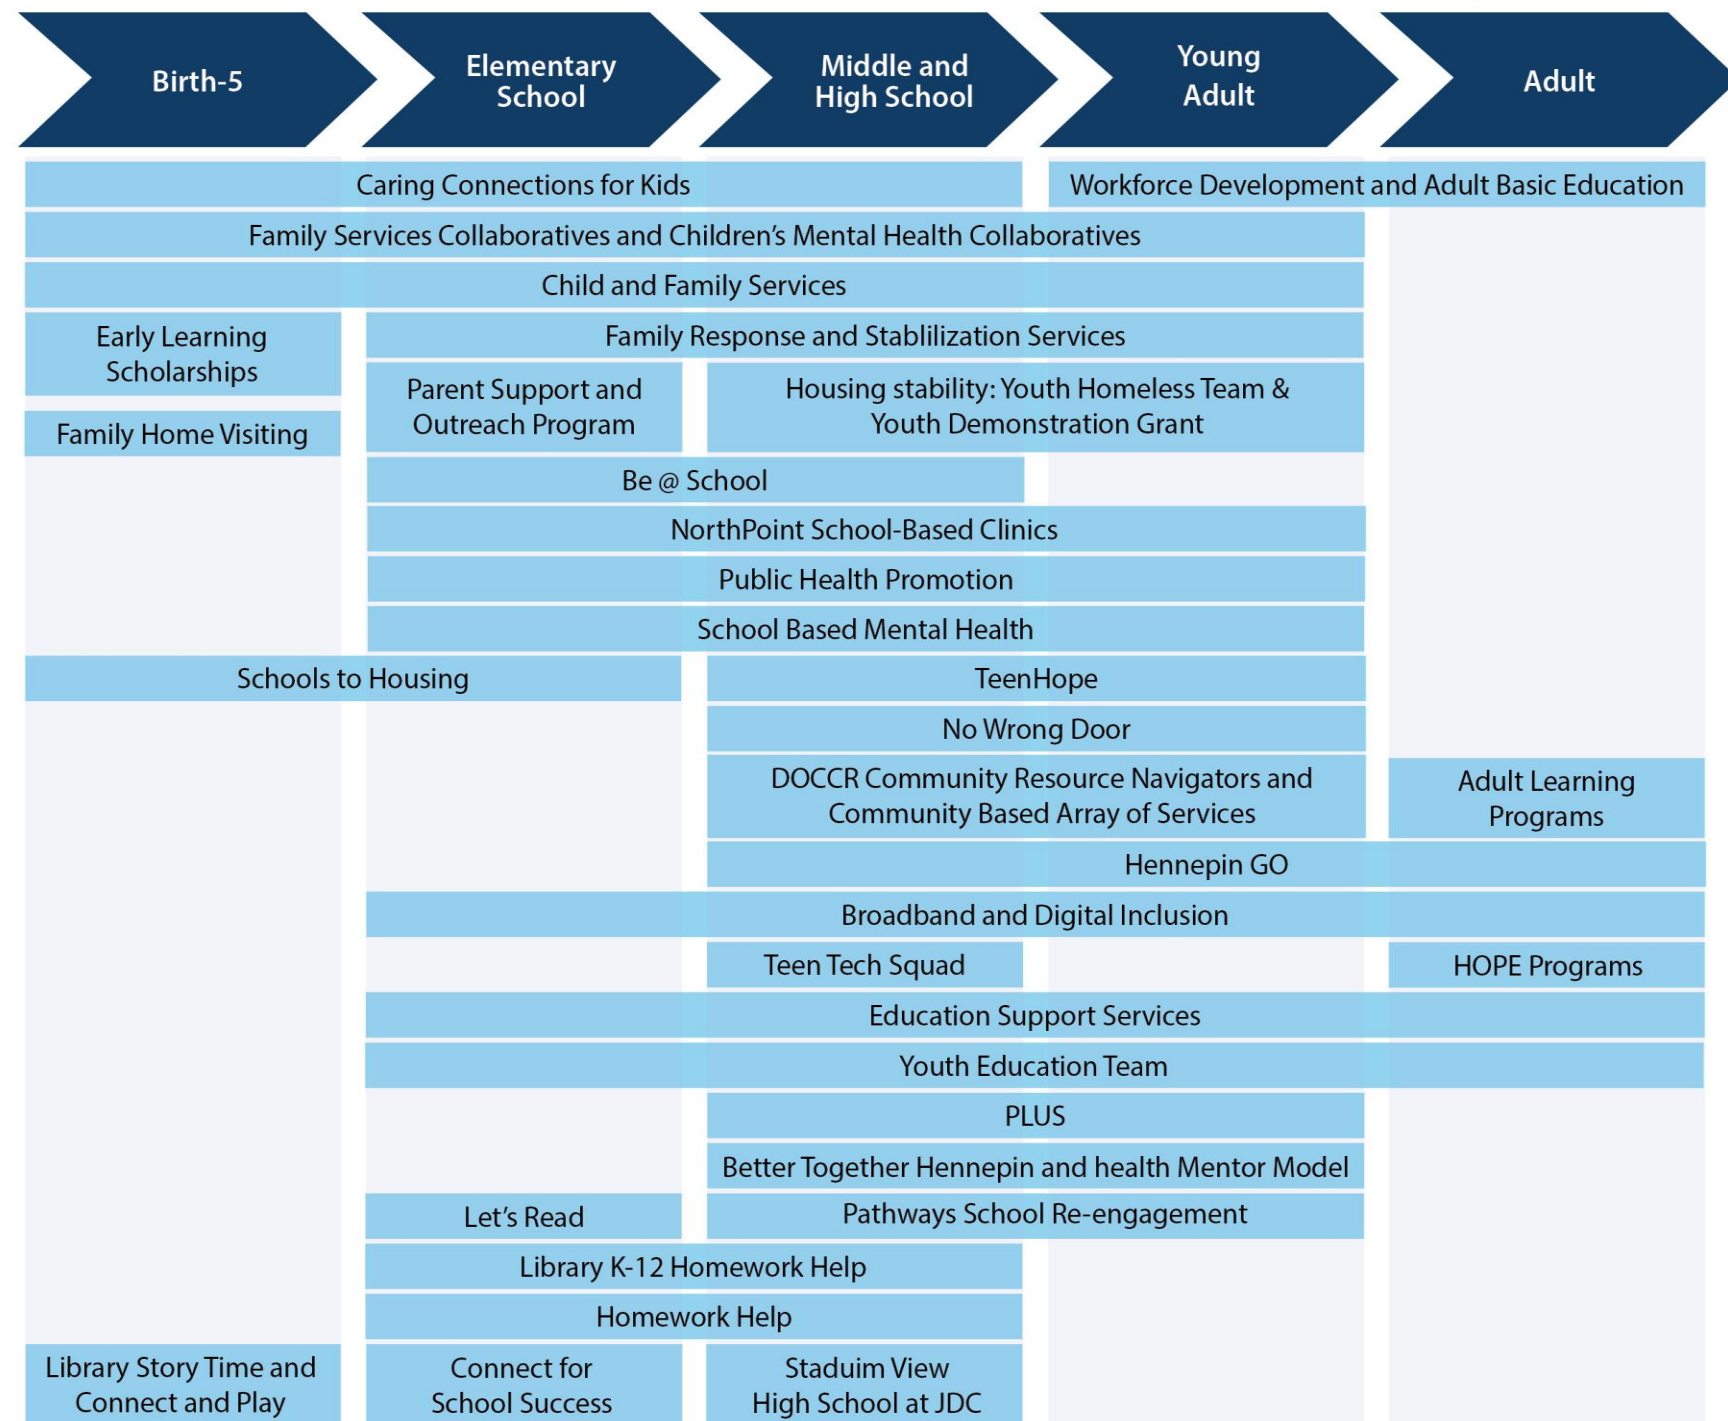 Birth-5
Elementary
School
Middle and
High School
Young
Adult
Adult
Caring Connections for Kids
Workforce Development and Adult Basic Education
Family Services Collaboratives and Children’s Mental Health Collaboratives
Child and Family Services
Early Learning
Scholarships
Family Response and Stablilization Services
Parent Support and
Outreach Program
Housing stability: Youth Homeless Team &
Youth Demonstration Grant
Family Home Visiting
Be @ School
NorthPoint School-Based Clinics
Public Health Promotion
School Based Mental Health
Schools to Housing
TeenHope
No Wrong Door
DOCCR Community Resource Navigators and
Community Based Array of Services
Adult Learning
Programs
Hennepin GO
Broadband and Digital Inclusion
Teen Tech Squad
HOPE Programs
Education Support Services
Youth Education Team
PLUS
Better Together Hennepin and health Mentor Model
Let’s Read
Pathways School Re-engagement
Library K-12 Homework Help
Homework Help
Library Story Time and
Connect and Play
Connect for
School Success
Staduim View
High School at JDC